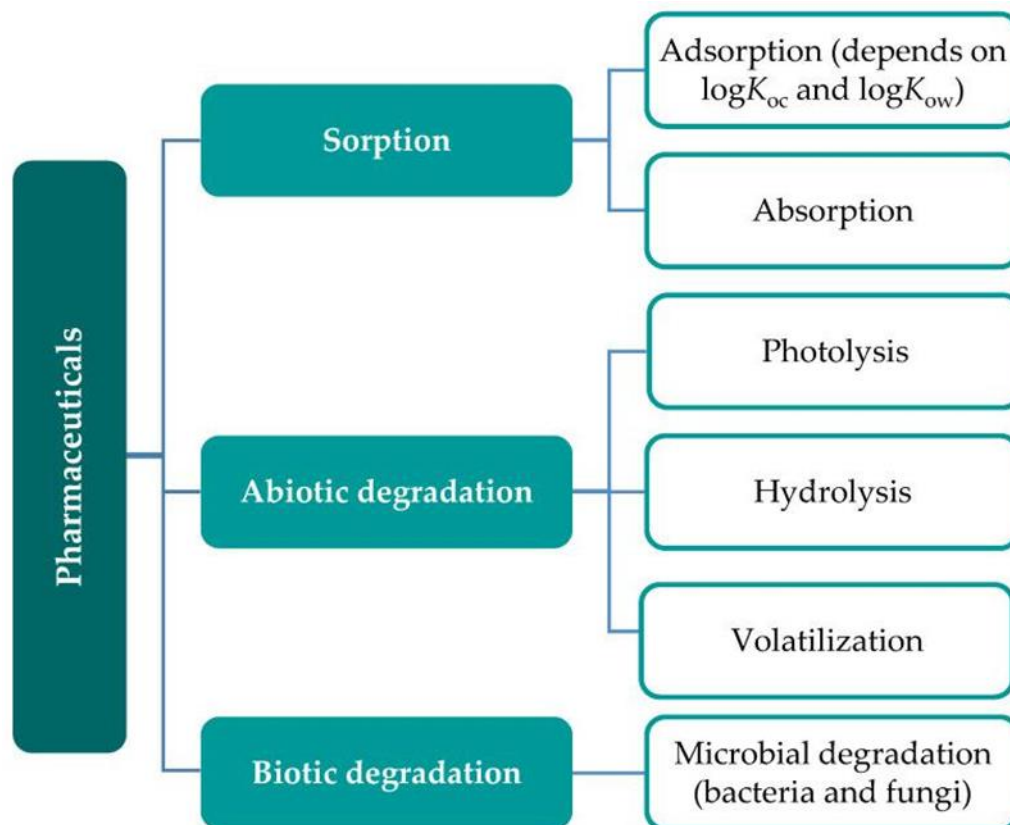 Pharmaceuticals
Sorption
Adsorption (depends on
logKoc and logKow)
Absorption
Abiotic degradation
Photolysis
Hydrolysis
Volatilization
Biotic degradation
Microbial degradation
(bacteria and fungi)